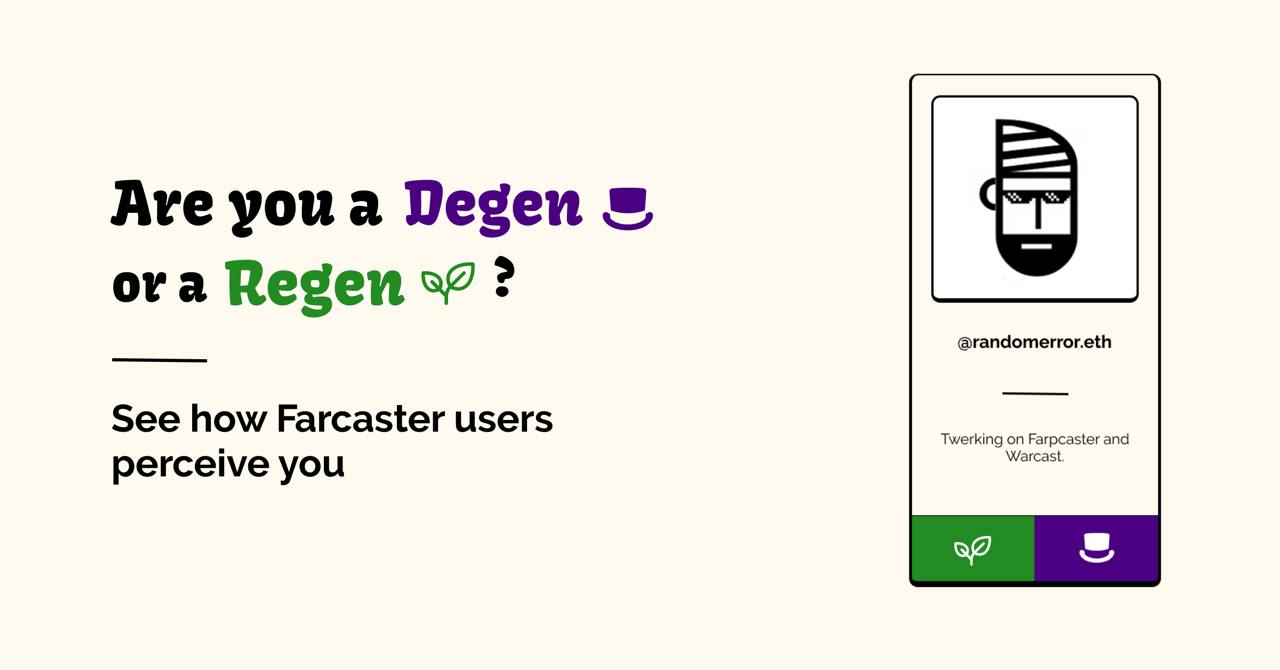 Are you a Degen
or a Regen ?
See how Farcaster users
perceive you
@randomerror.eth
Twerking on Farpcaster and
Warcast.